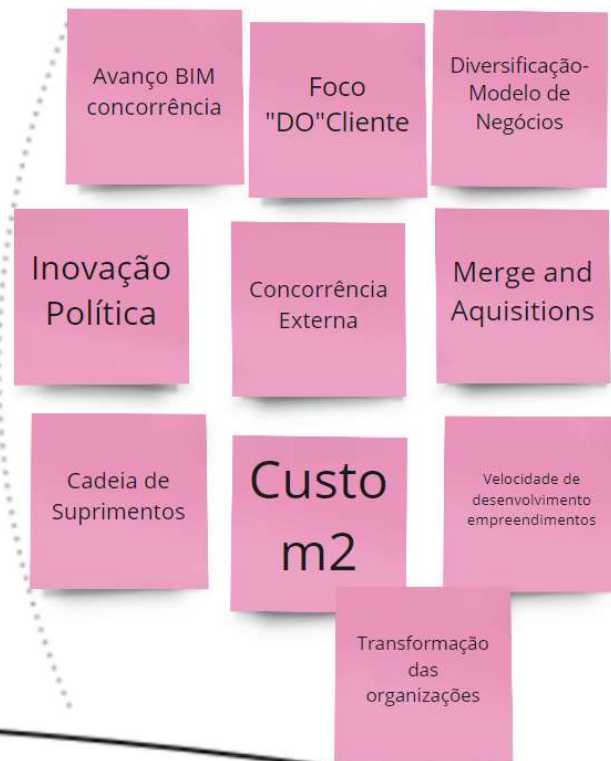 Avanço BIM
concorrência
Foco
"DO"Cliente
Diversificação-
Modelo de
Negócios
Inovação
Política
Concorrência
Externa
Merge and
Aquisitions
Cadeia de
Suprimentos
Custo
m2
Velocidade de
desenvolvimento
empreendimentos
Transformação
das
organizações